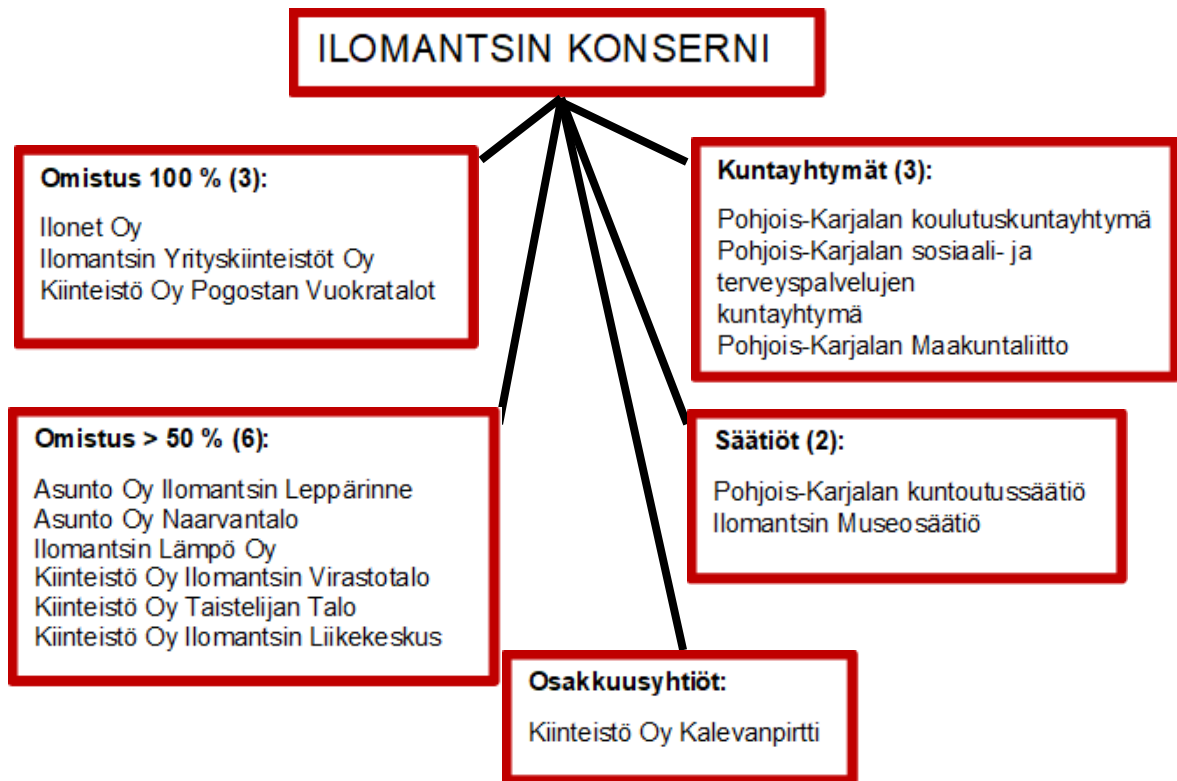 ILOMANTSIN KONSERNI
Omistus 100 % (3):
Ilonet Oy
Ilomantsin Yrityskiinteistöt Oy
Kiinteistö Oy Pogostan Vuokratalot
Kuntayhtymät (3):
Pohjois-Karjalan koulutuskuntayhtymä
Pohjois-Karjalan sosiaali- ja
terveyspalvelujen
kuntayhtymä
Pohjois-Karjalan Maakuntaliitto
Omistus > 50 % (6):
Asunto Oy Ilomantsin Leppärinne
Asunto Oy Naarvantalo
Ilomantsin Lämpö Oy
Kiinteistö Oy Ilomantsin Virastotalo
Kiinteistö Oy Taistelijan Talo
Kiinteistö Oy Ilomantsin Liikekeskus
Säätiöt (2):
Pohjois-Karjalan kuntoutussäätiö
Ilomantsin Museosäätiö
Osakkuusyhtiöt:
Kiinteistö Oy Kalevanpirtti